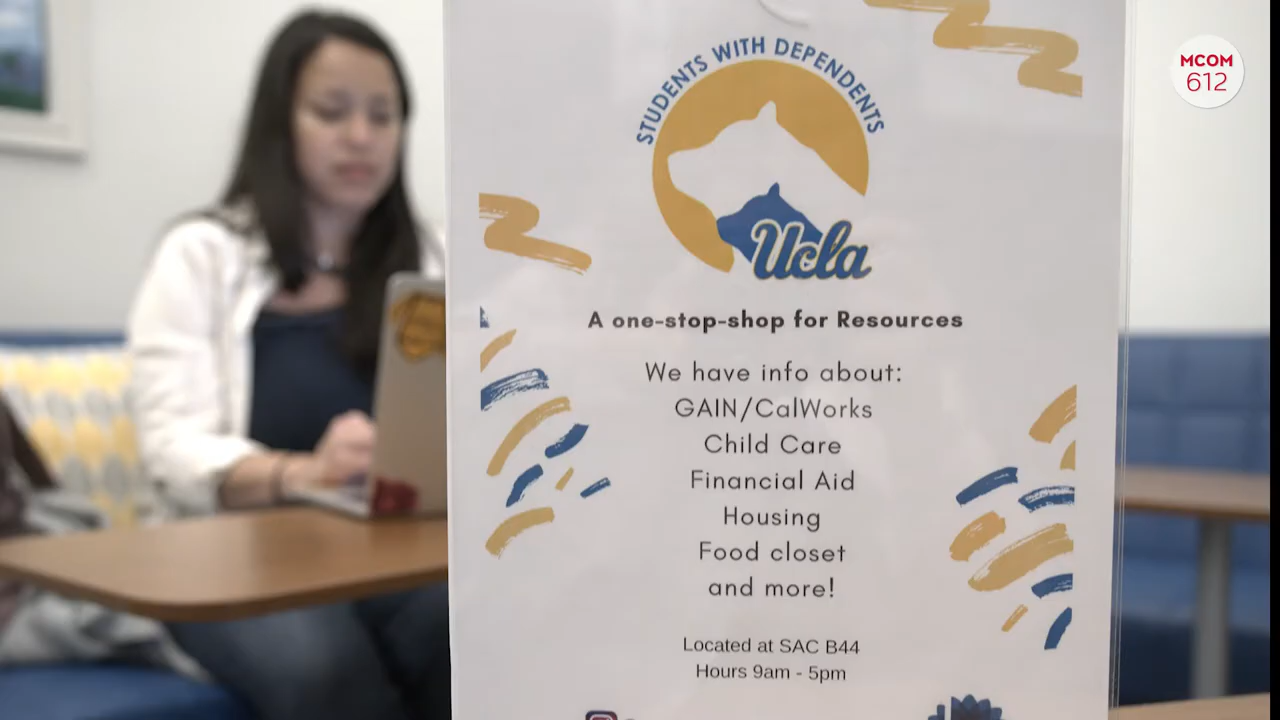 MCOM
612
STUDENTS WITH DEPENDENTS
Ucla
A one-stop-shop for Resources
We have info about:
GAIN/CalWorks
Child Care
Financial Aid
Housing
Food closet
and more!
Located at SAC B44
Hours 9am - 5pm